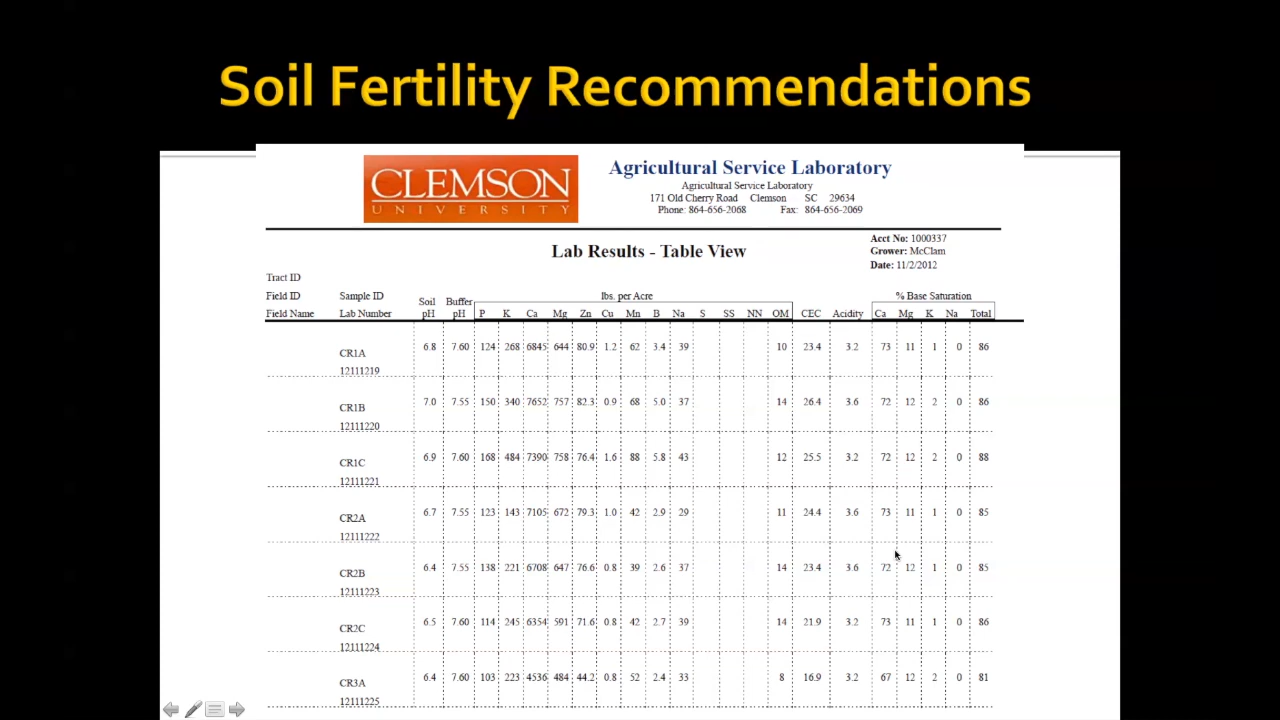 Soil Fertility Recommendations
CLEMSON
UNIVERSITY
Agricultural Service Laboratory
Agricultural Service Laboratory
171 Old Cherry Road Clemson SC 29634
Phone: 864-656-2068 Fax: 864-656-2069
Lab Results - Table View
Acct No: 1000337
Grower: McClam
Date: 11/2/2012
Tract ID
Field ID Sample ID Soil Buffer lbs. per Acre % Base Saturation
Field Name Lab Number pH pH P K Ca Mg Zn Cu Mn B Na S SS NN OM CEC Acidity Ca Mg K Na Total
CR1A 6.8 7.60 124 268 6845 644 80.9 1.2 62 3.4 39 10 23.4 3.2 73 11 1 0 86
12111219
CR1B 7.0 7.55 150 340 7652 757 82.3 0.9 68 5.0 37 14 26.4 3.6 72 12 2 0 86
12111220
CR1C 6.9 7.60 168 484 7390 758 76.4 1.6 88 5.8 43 12 25.5 3.2 72 12 2 0 88
12111221
CR2A 6.7 7.55 123 143 7105 672 79.3 1.0 42 2.9 29 11 24.4 3.6 73 11 1 0 85
12111222
CR2B 6.4 7.55 138 221 6708 647 76.6 0.8 39 2.6 37 14 23.4 3.6 72 12 1 0 85
12111223
CR2C 6.5 7.60 114 245 6354 591 71.6 0.8 42 2.7 39 14 21.9 3.2 73 11 1 0 86
12111224
CR3A 6.4 7.60 103 223 4536 484 44.2 0.8 52 2.4 33 8 16.9 3.2 67 12 2 0 81
12111225